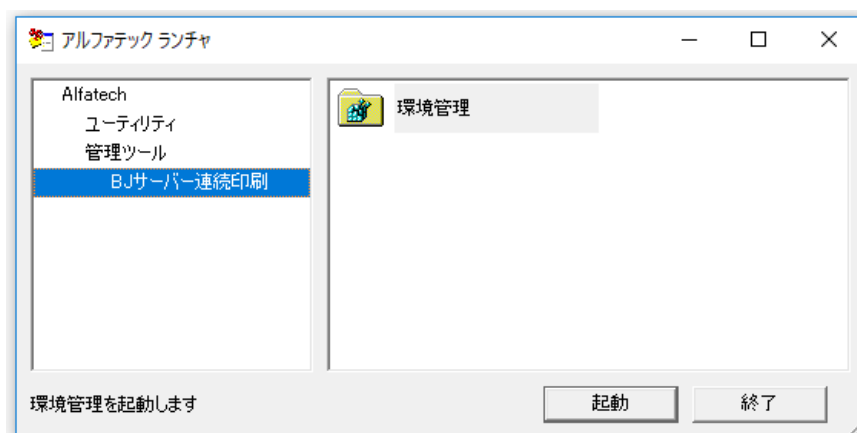 アルファテック ランチャ
Alfatech
ユーティリティ
管理ツール
BJサーバー連続印刷
環境管理
環境管理を起動します
起動
終了